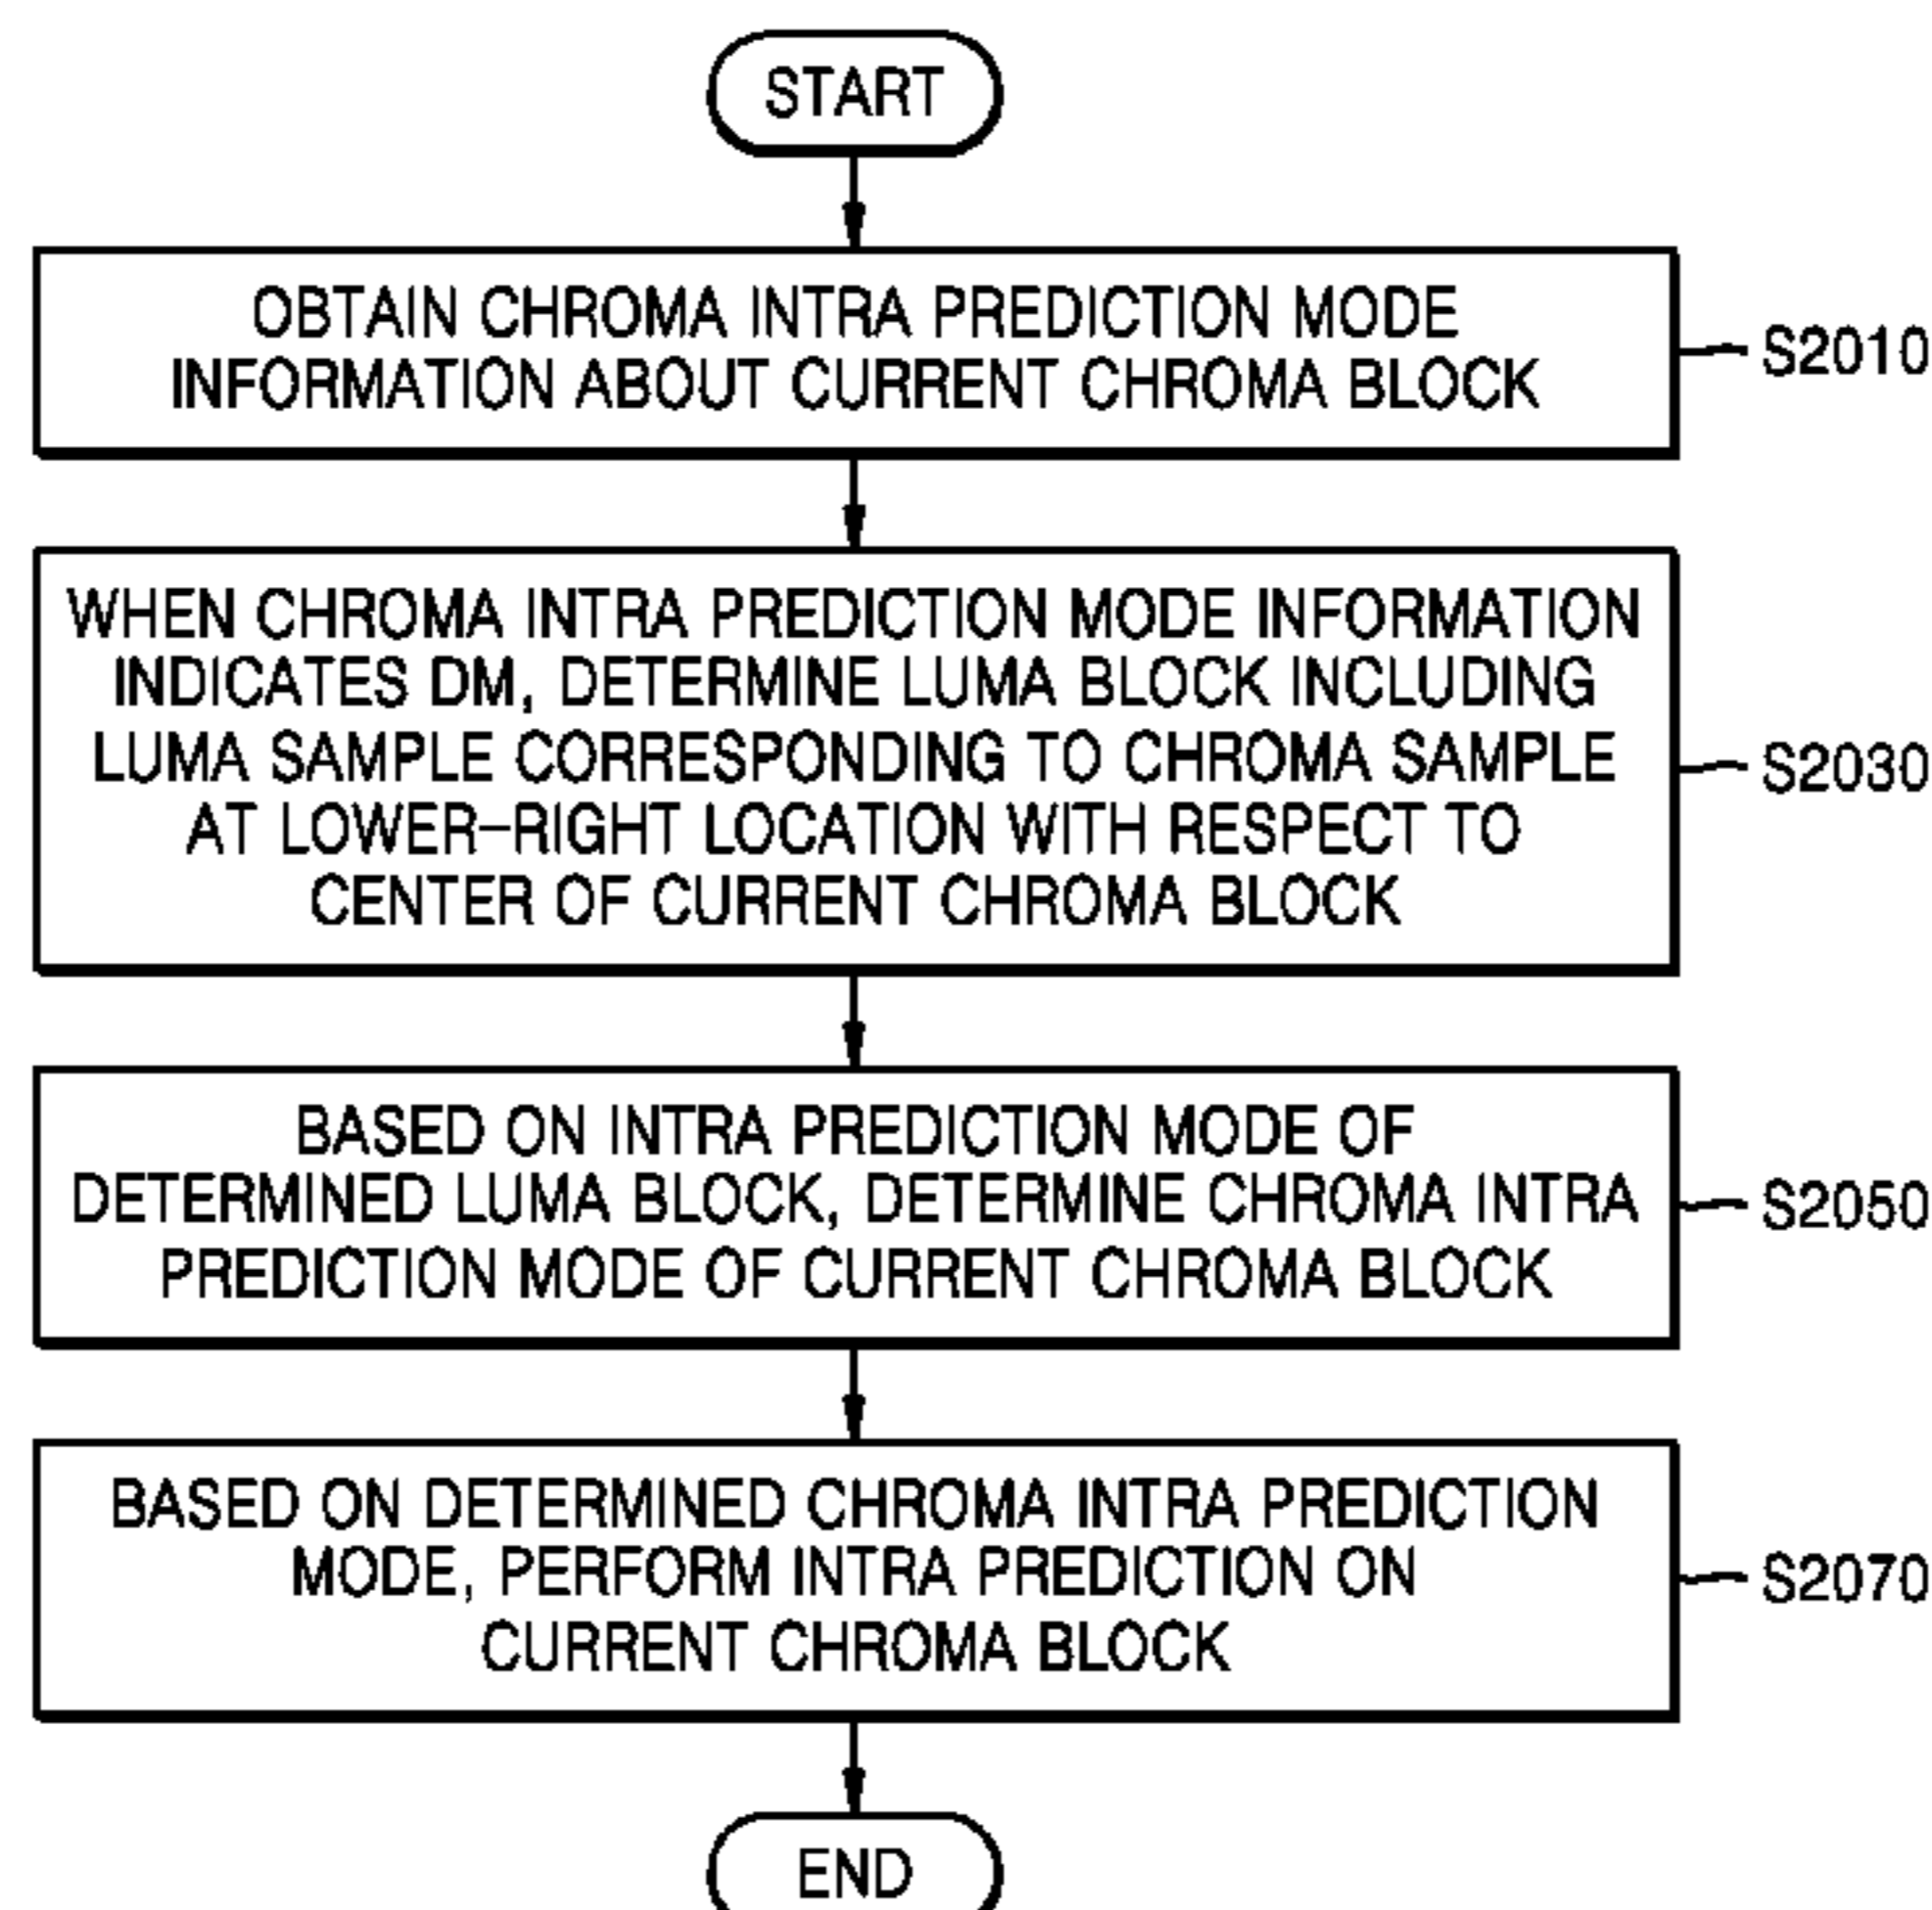 START
OBTAIN CHROMA INTRA PREDICTION MODE
INFORMATION ABOUT CURRENT CHROMA BLOCK
S2010
WHEN CHROMA INTRA PREDICTION MODE INFORMATION
INDICATES DM, DETERMINE LUMA BLOCK INCLUDING
LUMA SAMPLE CORRESPONDING TO CHROMA SAMPLE
AT LOWER-RIGHT LOCATION WITH RESPECT TO
CENTER OF CURRENT CHROMA BLOCK
S2030
BASED ON INTRA PREDICTION MODE OF
DETERMINED LUMA BLOCK, DETERMINE CHROMA INTRA
PREDICTION MODE OF CURRENT CHROMA BLOCK
S2050
BASED ON DETERMINED CHROMA INTRA PREDICTION
MODE, PERFORM INTRA PREDICTION ON
CURRENT CHROMA BLOCK
S2070
END